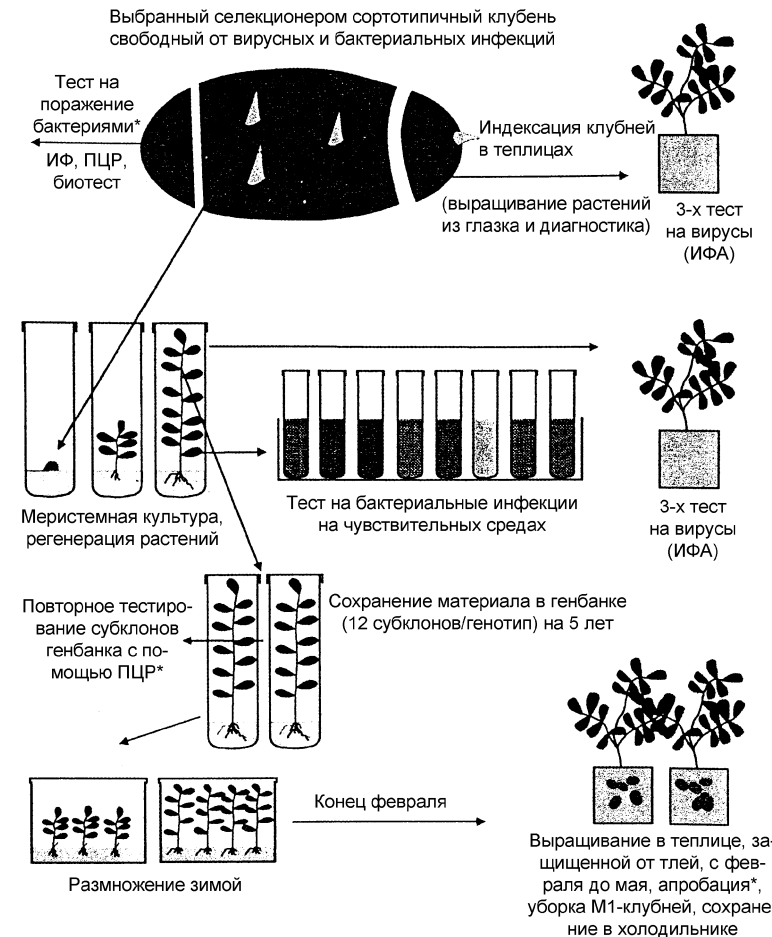 Выбранный селекционером сортотипичный клубень
свободный от вирусных и бактериальных инфекций
Тест на
поражение
бактериями*
ИФ, ПЦР,
биотест
Индексация клубней
в теплицах
(выращивание растений
из глазка и диагностика)
3-х тест
на вирусы
(ИФА)
Меристемная культура,
регенерация растений
Тест на бактериальные инфекции
на чувствительных средах
3-х тест
на вирусы
(ИФА)
Повторное тестиро-
вание субклонов
генбанка с по-
мощью ПЦР*
Сохранение материала в генбанке
(12 субклонов/генотип) на 5 лет
Размножение зимой
Конец февраля
Выращивание в теплице, за-
щищенной от тлей, с фев-
раля до мая, апробация*,
уборка М1-клубней, сохране
ние в холодильнике